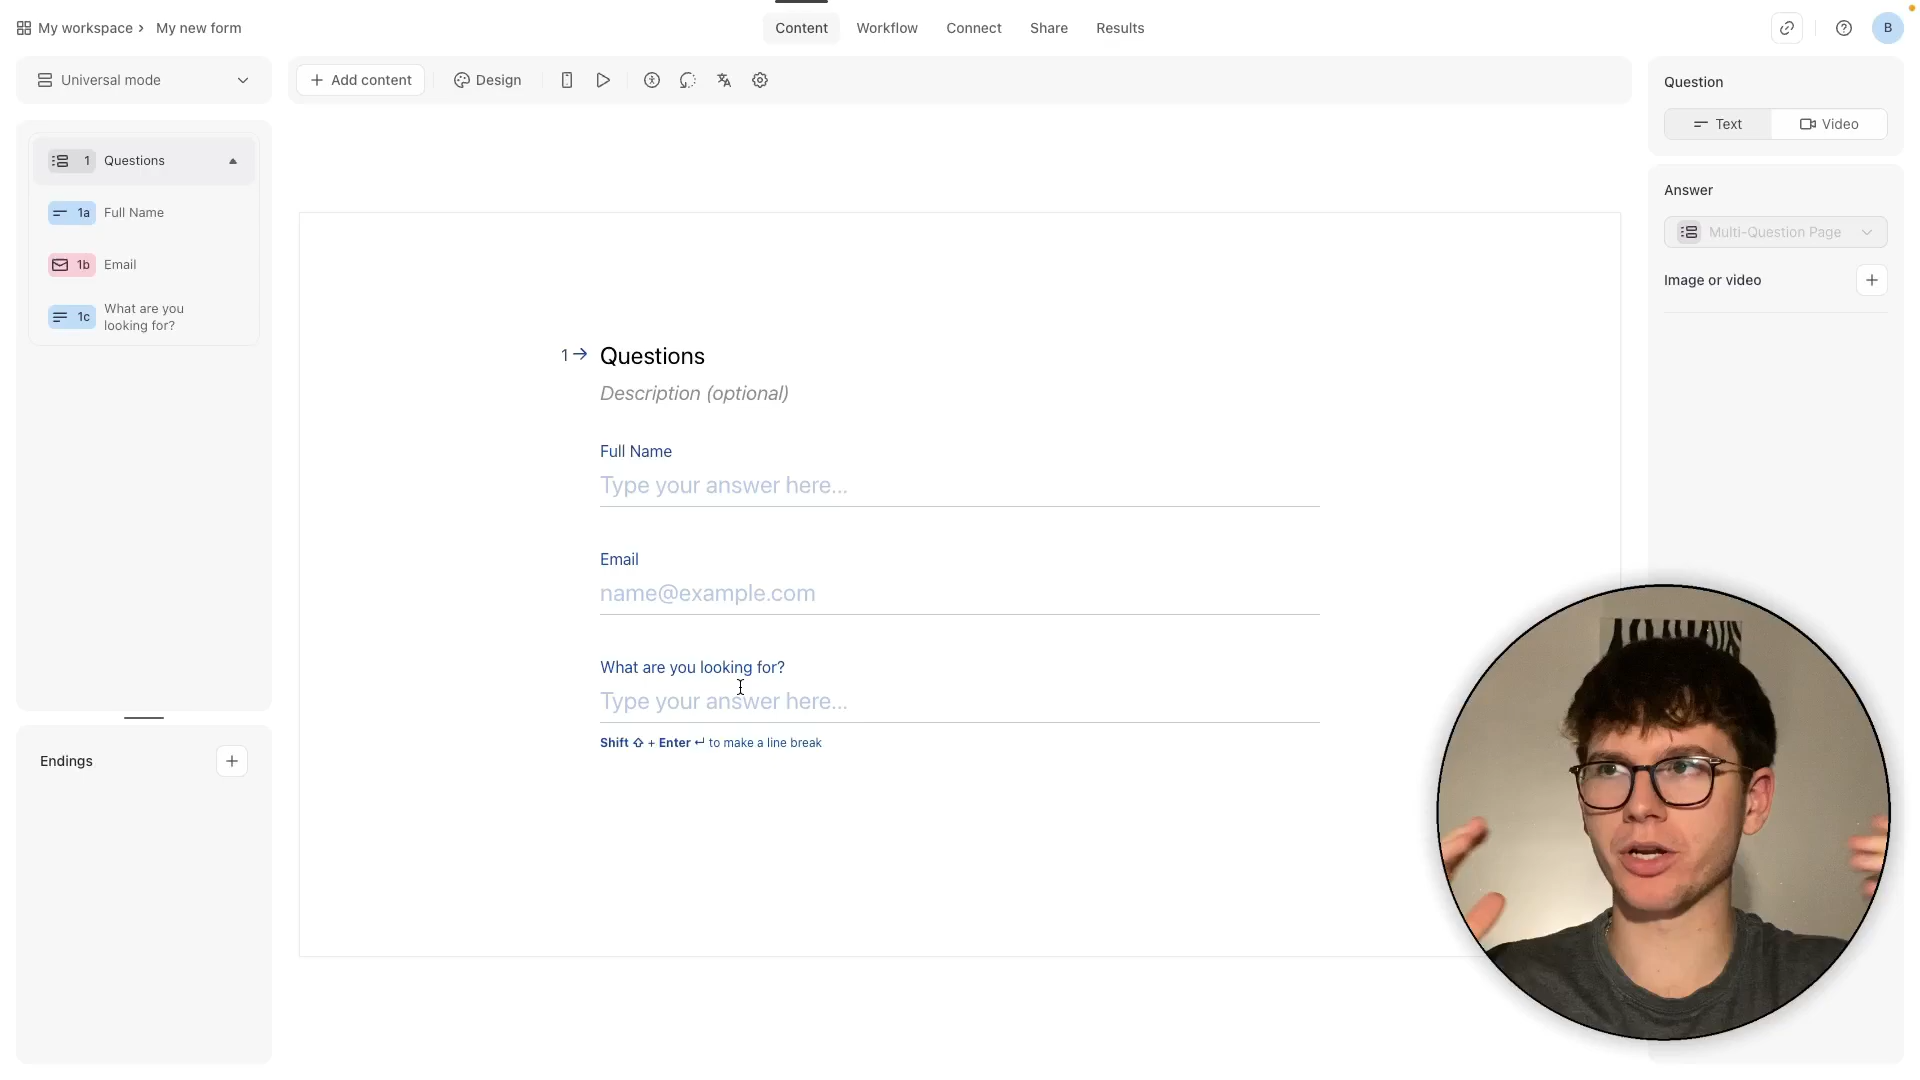 My workspace › My new form
Content
Workflow
Connect
Share
Results
B
Universal mode
Add content
Design
1 Questions
1a Full Name
1b Email
1c What are you
looking for?
Endings
1 Questions
Description (optional)
Full Name
Type your answer here...
Email
name@example.com
What are you looking for?
Type your answer here...
Shift ⇧ + Enter ↵ to make a line break
Question
Text
Video
Answer
Multi-Question Page
Image or video